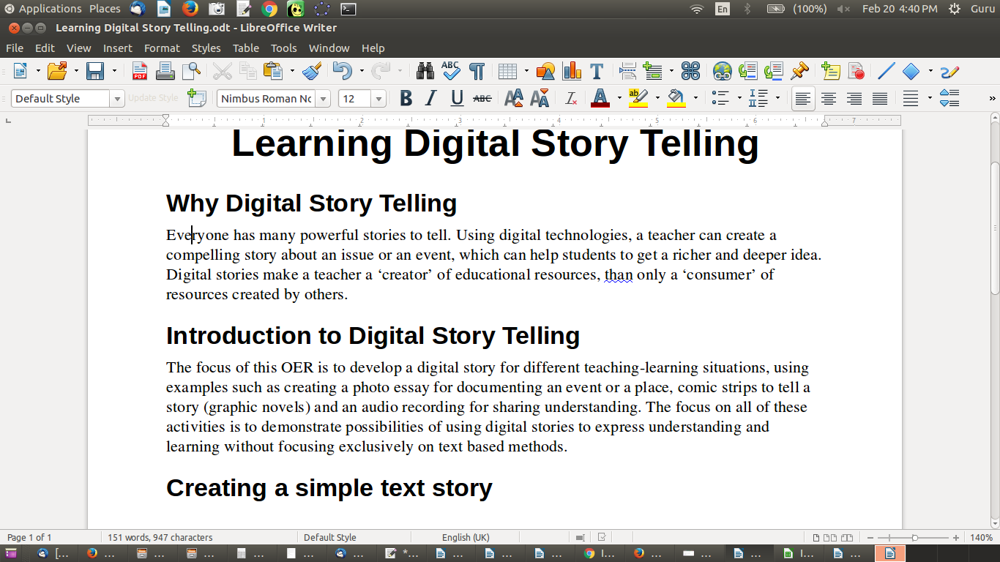 Applications Places En (100%) Feb 20 4:40 PM Guru
Learning Digital Story Telling.odt - LibreOffice Writer
File Edit View Insert Format Styles Table Tools Window Help
Default Style Update Style Nimbus Roman No 12
1 2 3 4 5 6 7
Learning Digital Story Telling
Why Digital Story Telling
Everyone has many powerful stories to tell. Using digital technologies, a teacher can create a
compelling story about an issue or an event, which can help students to get a richer and deeper idea.
Digital stories make a teacher a ‘creator’ of educational resources, than only a ‘consumer’ of
resources created by others.
Introduction to Digital Story Telling
The focus of this OER is to develop a digital story for different teaching-learning situations, using
examples such as creating a photo essay for documenting an event or a place, comic strips to tell a
story (graphic novels) and an audio recording for sharing understanding. The focus on all of these
activities is to demonstrate possibilities of using digital stories to express understanding and
learning without focusing exclusively on text based methods.
Creating a simple text story
Page 1 of 1 151 words, 947 characters Default Style English (UK) 140%
[... ... ... ... ... ... ... *... ... ... ... I... ... ... ... I... ...